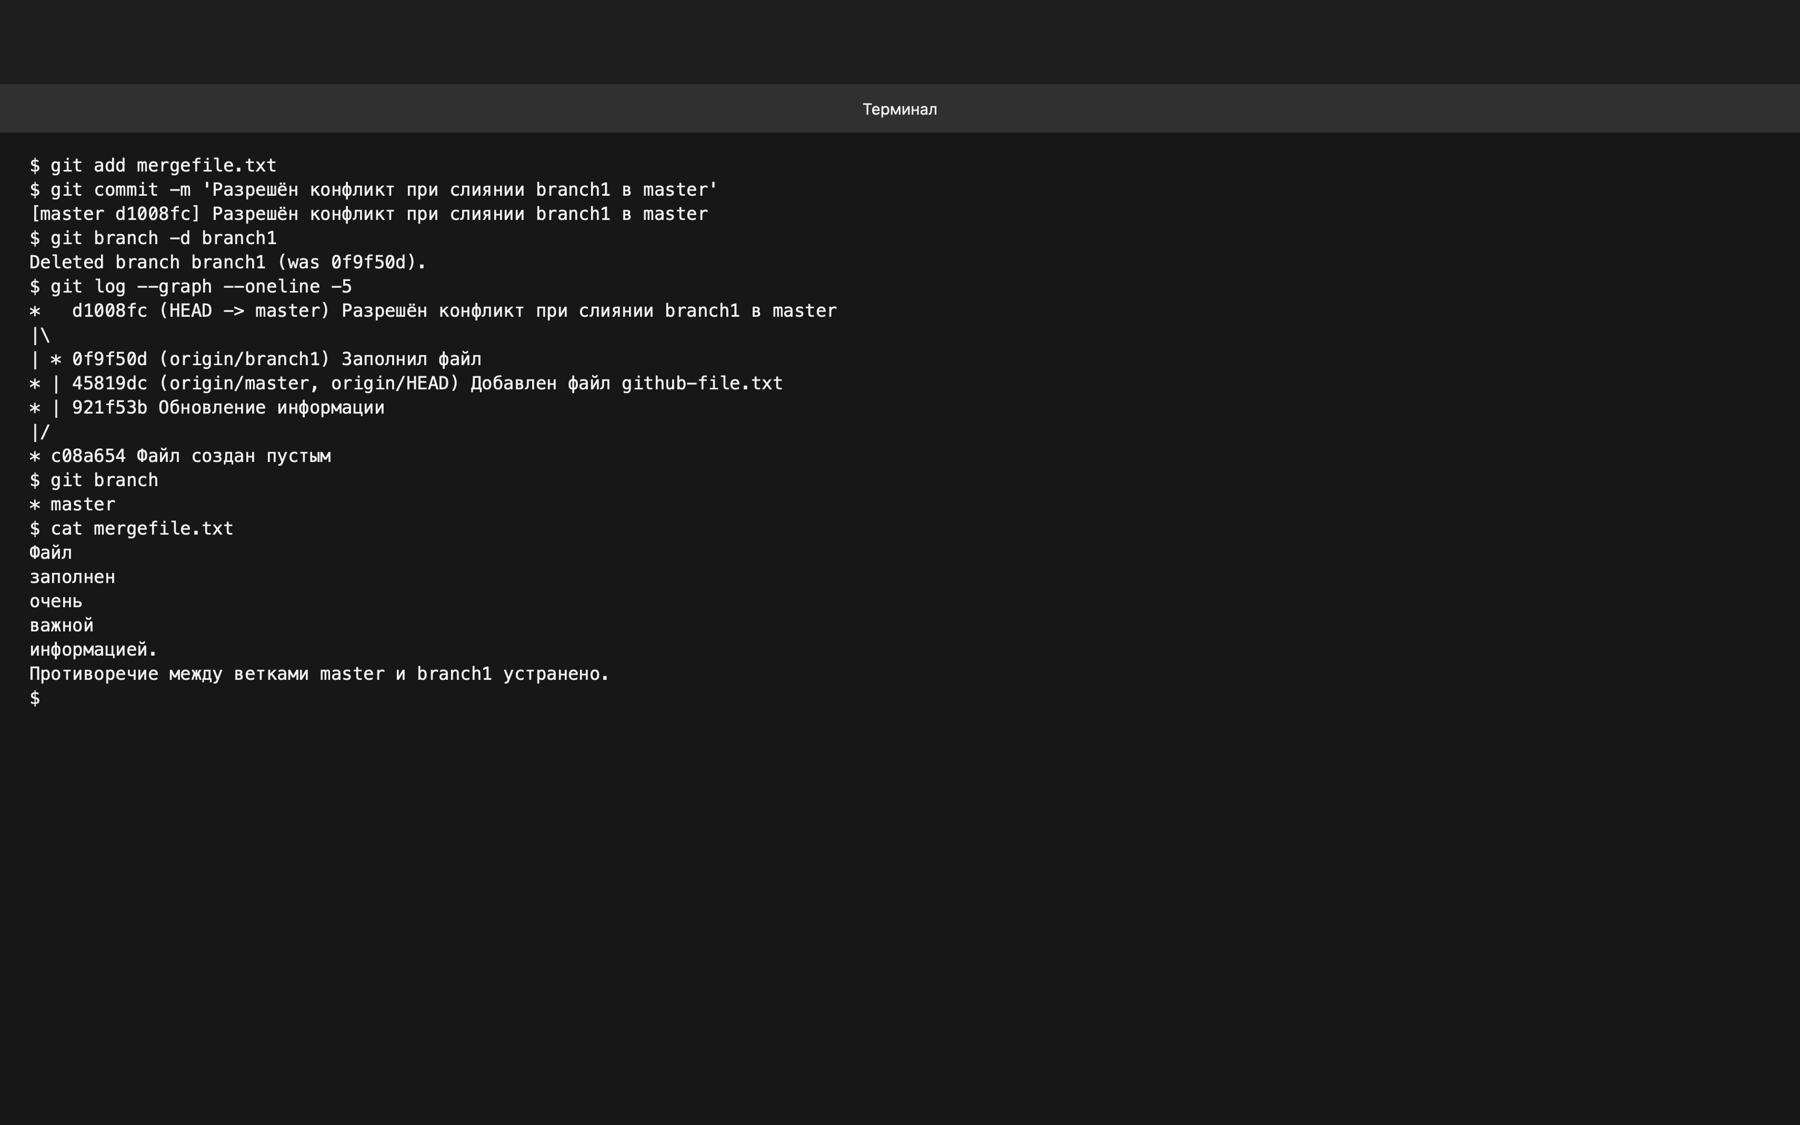 Терминал
$ git add mergefile.txt
$ git commit -m 'Разрешён конфликт при слиянии branch1 в master'
[master d1008fc] Разрешён конфликт при слиянии branch1 в master
$ git branch -d branch1
Deleted branch branch1 (was 0f9f50d).
$ git log --graph --oneline -5
*   d1008fc (HEAD -> master) Разрешён конфликт при слиянии branch1 в master
|\
| * 0f9f50d (origin/branch1) Заполнил файл
* | 45819dc (origin/master, origin/HEAD) Добавлен файл github-file.txt
* | 921f53b Обновление информации
|/
* c08a654 Файл создан пустым
$ git branch
* master
$ cat mergefile.txt
Файл
заполнен
очень
важной
информацией.
Противоречие между ветками master и branch1 устранено.
$